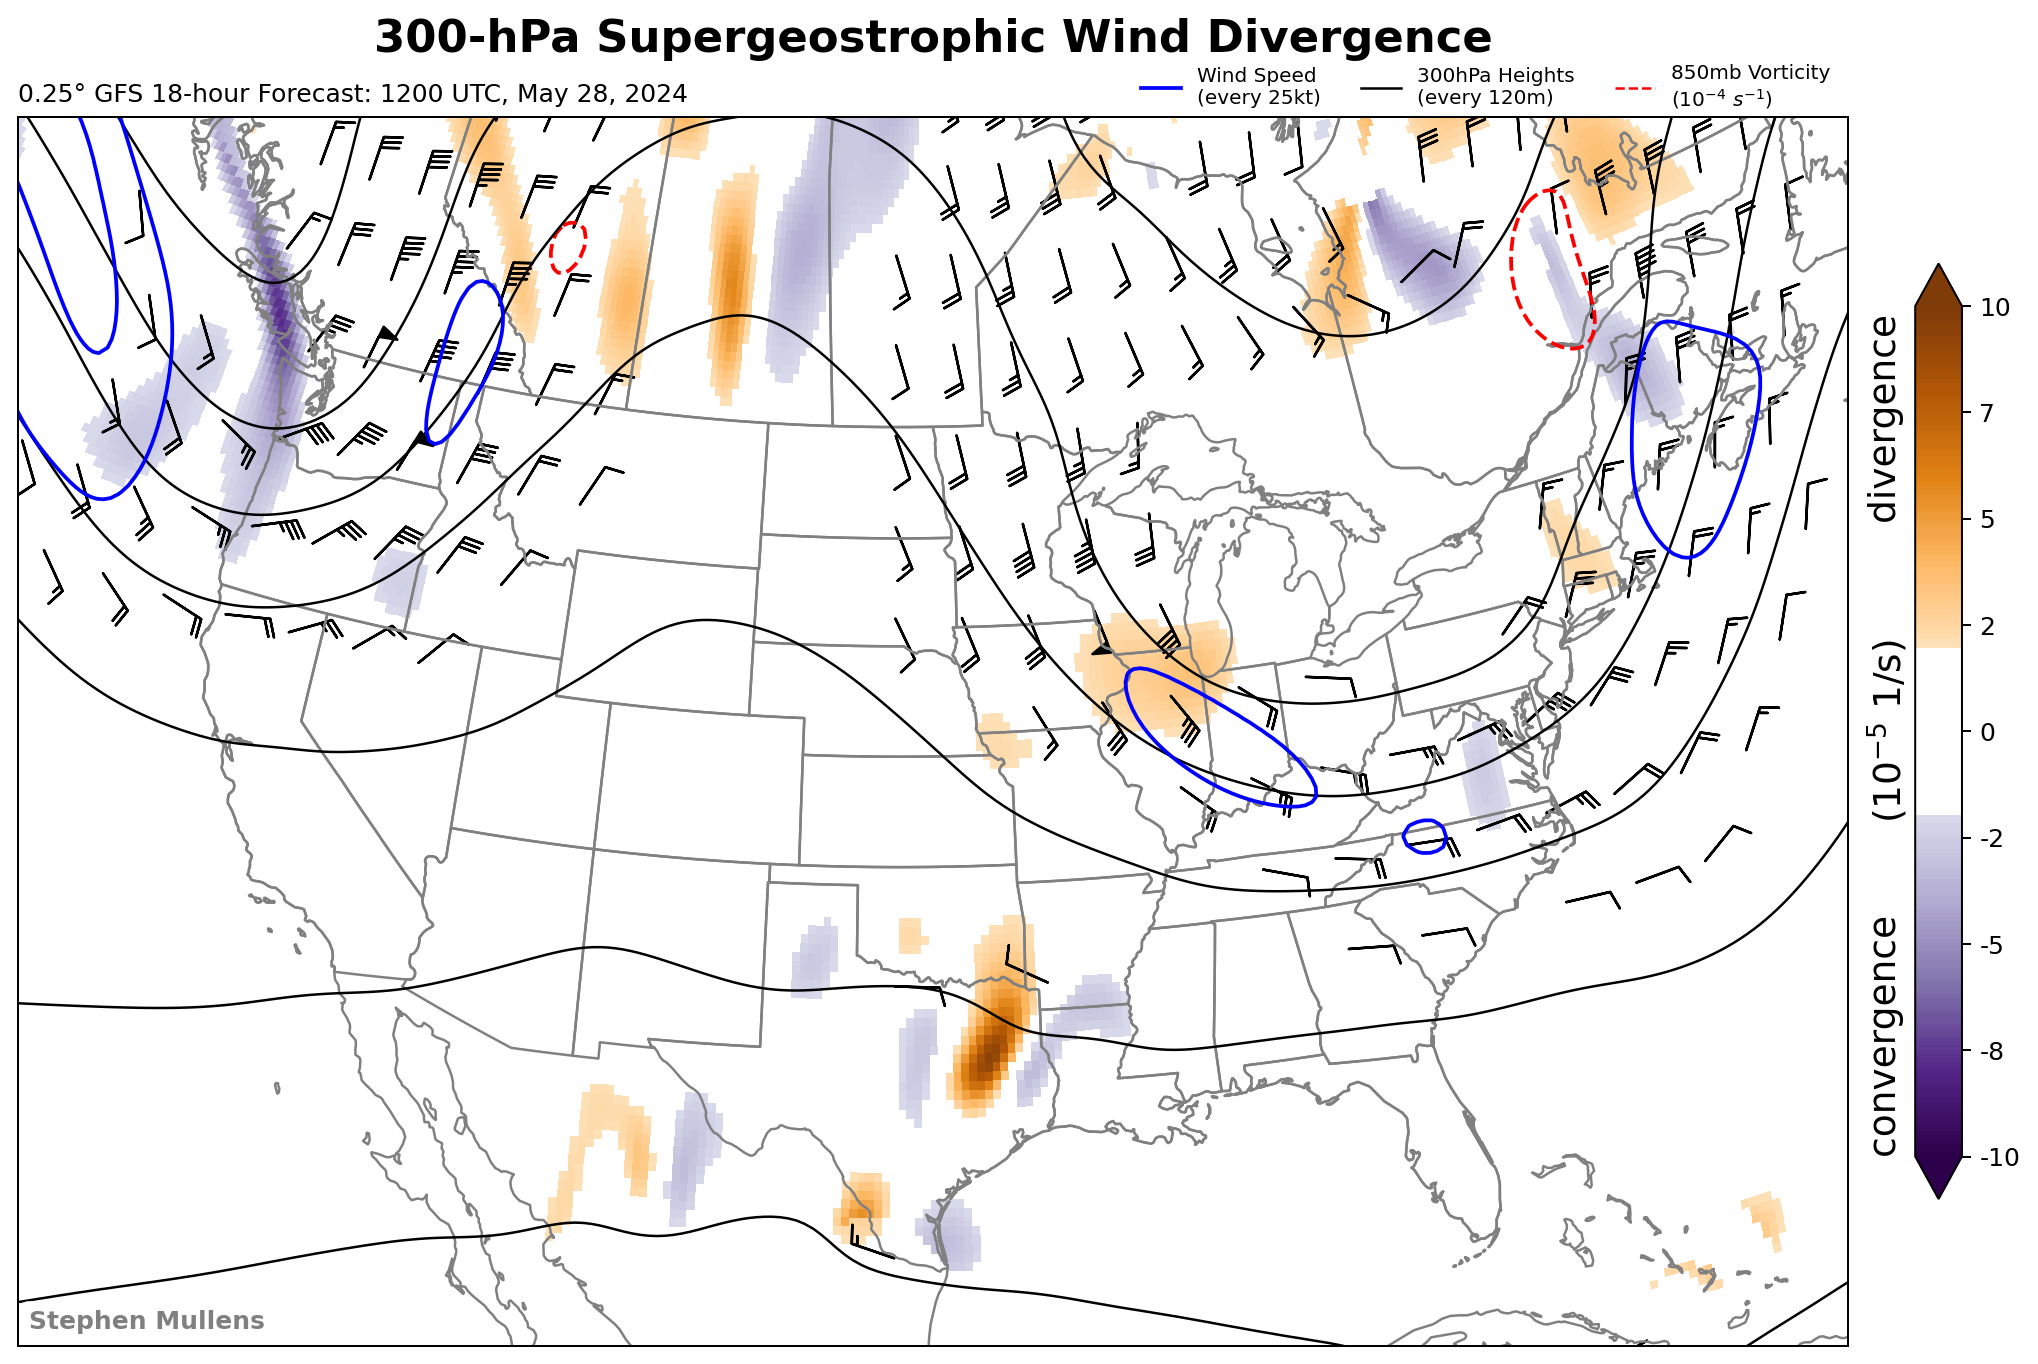 300-hPa Supergeostrophic Wind Divergence
0.25° GFS 18-hour Forecast: 1200 UTC, May 28, 2024
Wind Speed
(every 25kt)
300hPa Heights
(every 120m)
850mb Vorticity
(10⁻⁴ s⁻¹)
10
7
5
2
0
-2
-5
-8
-10
convergence (10⁻⁵ 1/s) divergence
Stephen Mullens